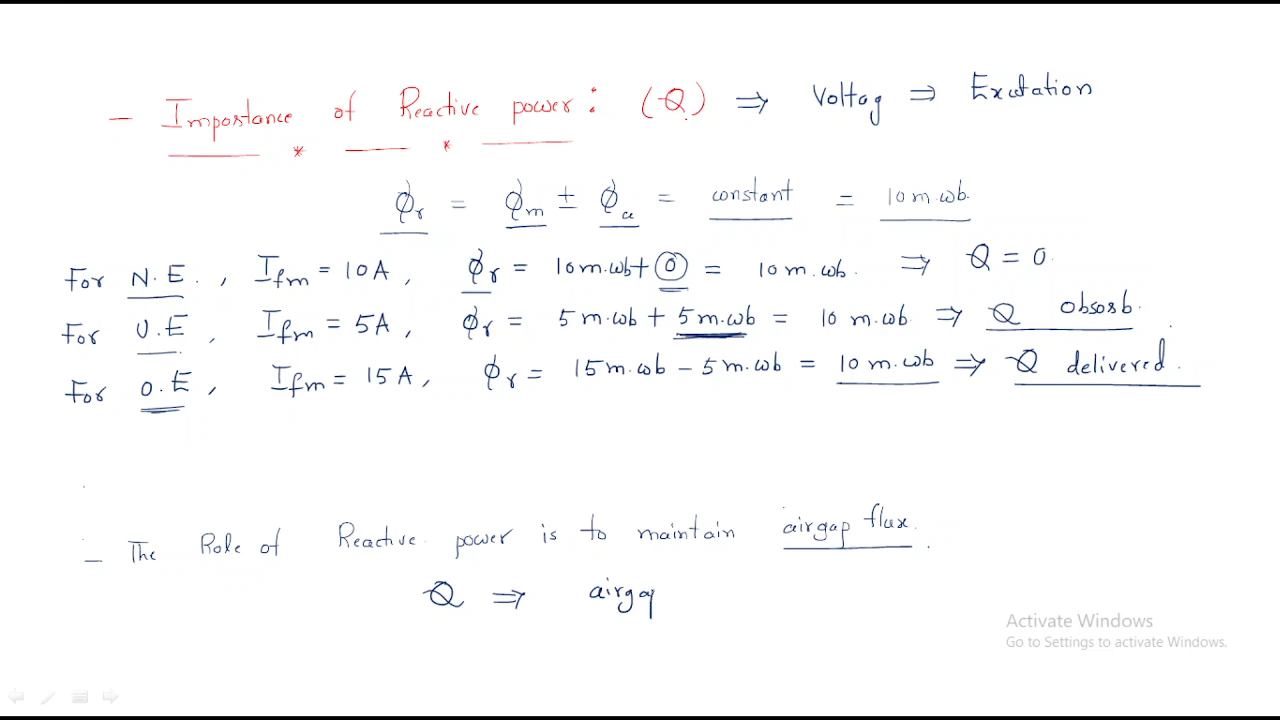 - Impostance of Reactive power: (Q) ⇒ Voltag ⇒ Excitation
ϕr = ϕm ± ϕa = constant = 10 m.wb.
For N.E., Ifm = 10A, ϕr = 10 m.wb + 0 = 10 m.wb. ⇒ Q = 0.
For U.E, Ifm = 5A, ϕr = 5 m.wb + 5 m.wb = 10 m.wb. ⇒ Q obsosb.
For O.E, Ifm = 15A, ϕr = 15 m.wb - 5 m.wb = 10 m.wb ⇒ Q delivered.
- The Role of Reactive power is to maintain airgap flux.
Q ⇒ airgap
Activate Windows
Go to Settings to activate Windows.